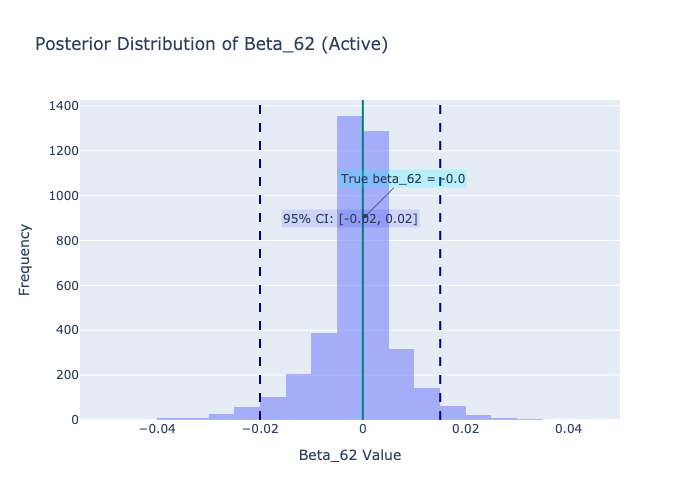 Posterior Distribution of Beta_62 (Active)
1400
1200
1000
800
600
400
200
0
Frequency
True beta_62 = -0.0
95% CI: [-0.02, 0.02]
−0.04
−0.02
0
0.02
0.04
Beta_62 Value